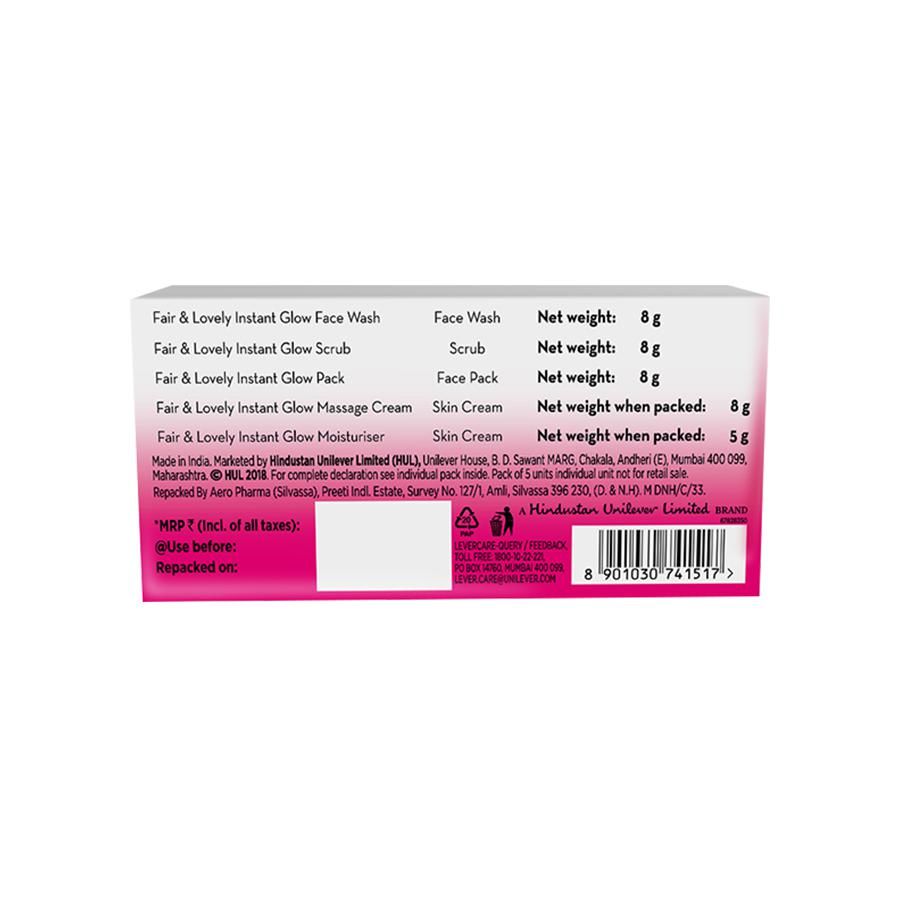 Fair & Lovely Instant Glow Face Wash Face Wash Net weight: 8 g
Fair & Lovely Instant Glow Scrub Scrub Net weight: 8 g
Fair & Lovely Instant Glow Pack Face Pack Net weight: 8 g
Fair & Lovely Instant Glow Massage Cream Skin Cream Net weight when packed: 8 g
Fair & Lovely Instant Glow Moisturiser Skin Cream Net weight when packed: 5 g
Made in India. Marketed by Hindustan Unilever Limited (HUL), Unilever House, B. D. Sawant MARG, Chakala, Andheri (E), Mumbai 400 099,
Maharashtra. © HUL 2018. For complete declaration see individual pack inside. Pack of 5 units individual unit not for retail sale.
Repacked By Aero Pharma (Silvassa), Preeti Indl. Estate, Survey No. 127/1, Amli, Silvassa 396 230, (D. & N.H). M DNH/C/33.
A Hindustan Unilever Limited BRAND
*MRP ₹ (Incl. of all taxes):
@Use before:
Repacked on:
20
PAP
LEVERCARE-QUERY / FEEDBACK,
TOLL FREE: 1800-10-22-221,
PO BOX 14760, MUMBAI 400 099,
LEVER.CARE@UNILEVER.COM
8 901030 741517 >